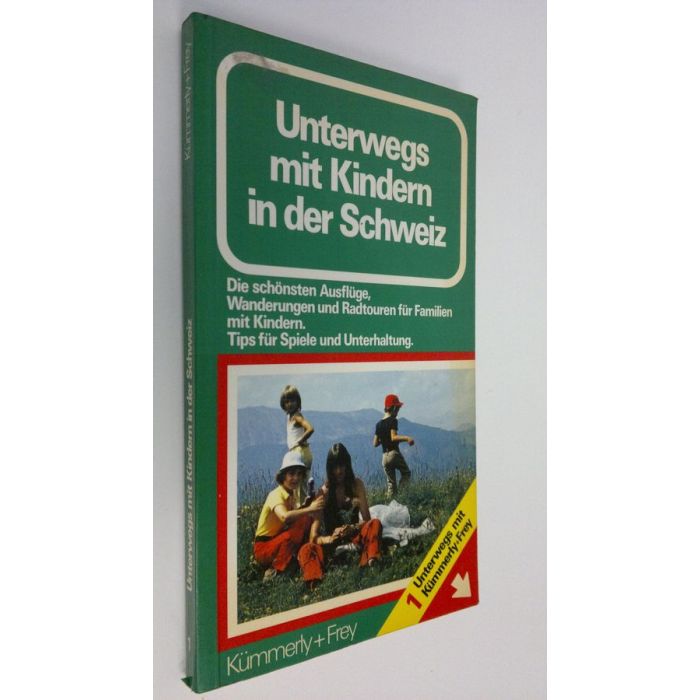 Kümmerly+Frey
Unterwegs mit Kindern in der Schweiz
1
Unterwegs
mit Kindern
in der Schweiz
Die schönsten Ausflüge,
Wanderungen und Radtouren für Familien
mit Kindern.
Tips für Spiele und Unterhaltung.
1 Unterwegs mit
Kümmerly+Frey
Kümmerly+Frey